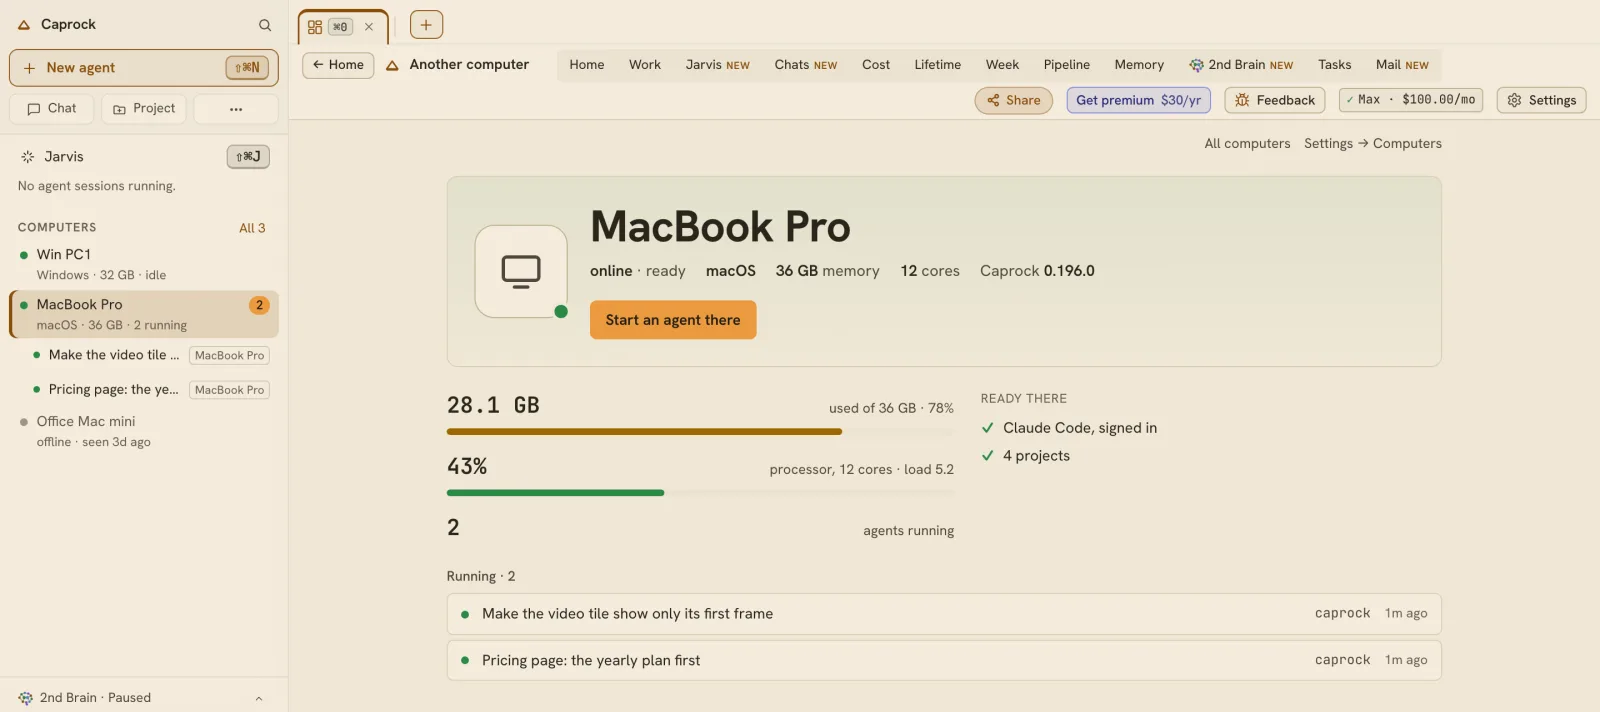 Caprock
New agent ⇧⌘N
Chat Project ...
Jarvis ⇧⌘J
No agent sessions running.
COMPUTERS All 3
Win PC1
Windows · 32 GB · idle
MacBook Pro 2
macOS · 36 GB · 2 running
Make the video tile ... MacBook Pro
Pricing page: the ye... MacBook Pro
Office Mac mini
offline · seen 3d ago
2nd Brain · Paused
⌘0
← Home Another computer Home Work Jarvis NEW Chats NEW Cost Lifetime Week Pipeline Memory 2nd Brain NEW Tasks Mail NEW
Share Get premium $30/yr Feedback ✓ Max · $100.00/mo Settings
All computers Settings → Computers
MacBook Pro
online · ready macOS 36 GB memory 12 cores Caprock 0.196.0
Start an agent there
28.1 GB used of 36 GB · 78%
43% processor, 12 cores · load 5.2
2 agents running
READY THERE
✓ Claude Code, signed in
✓ 4 projects
Running · 2
Make the video tile show only its first frame caprock 1m ago
Pricing page: the yearly plan first caprock 1m ago